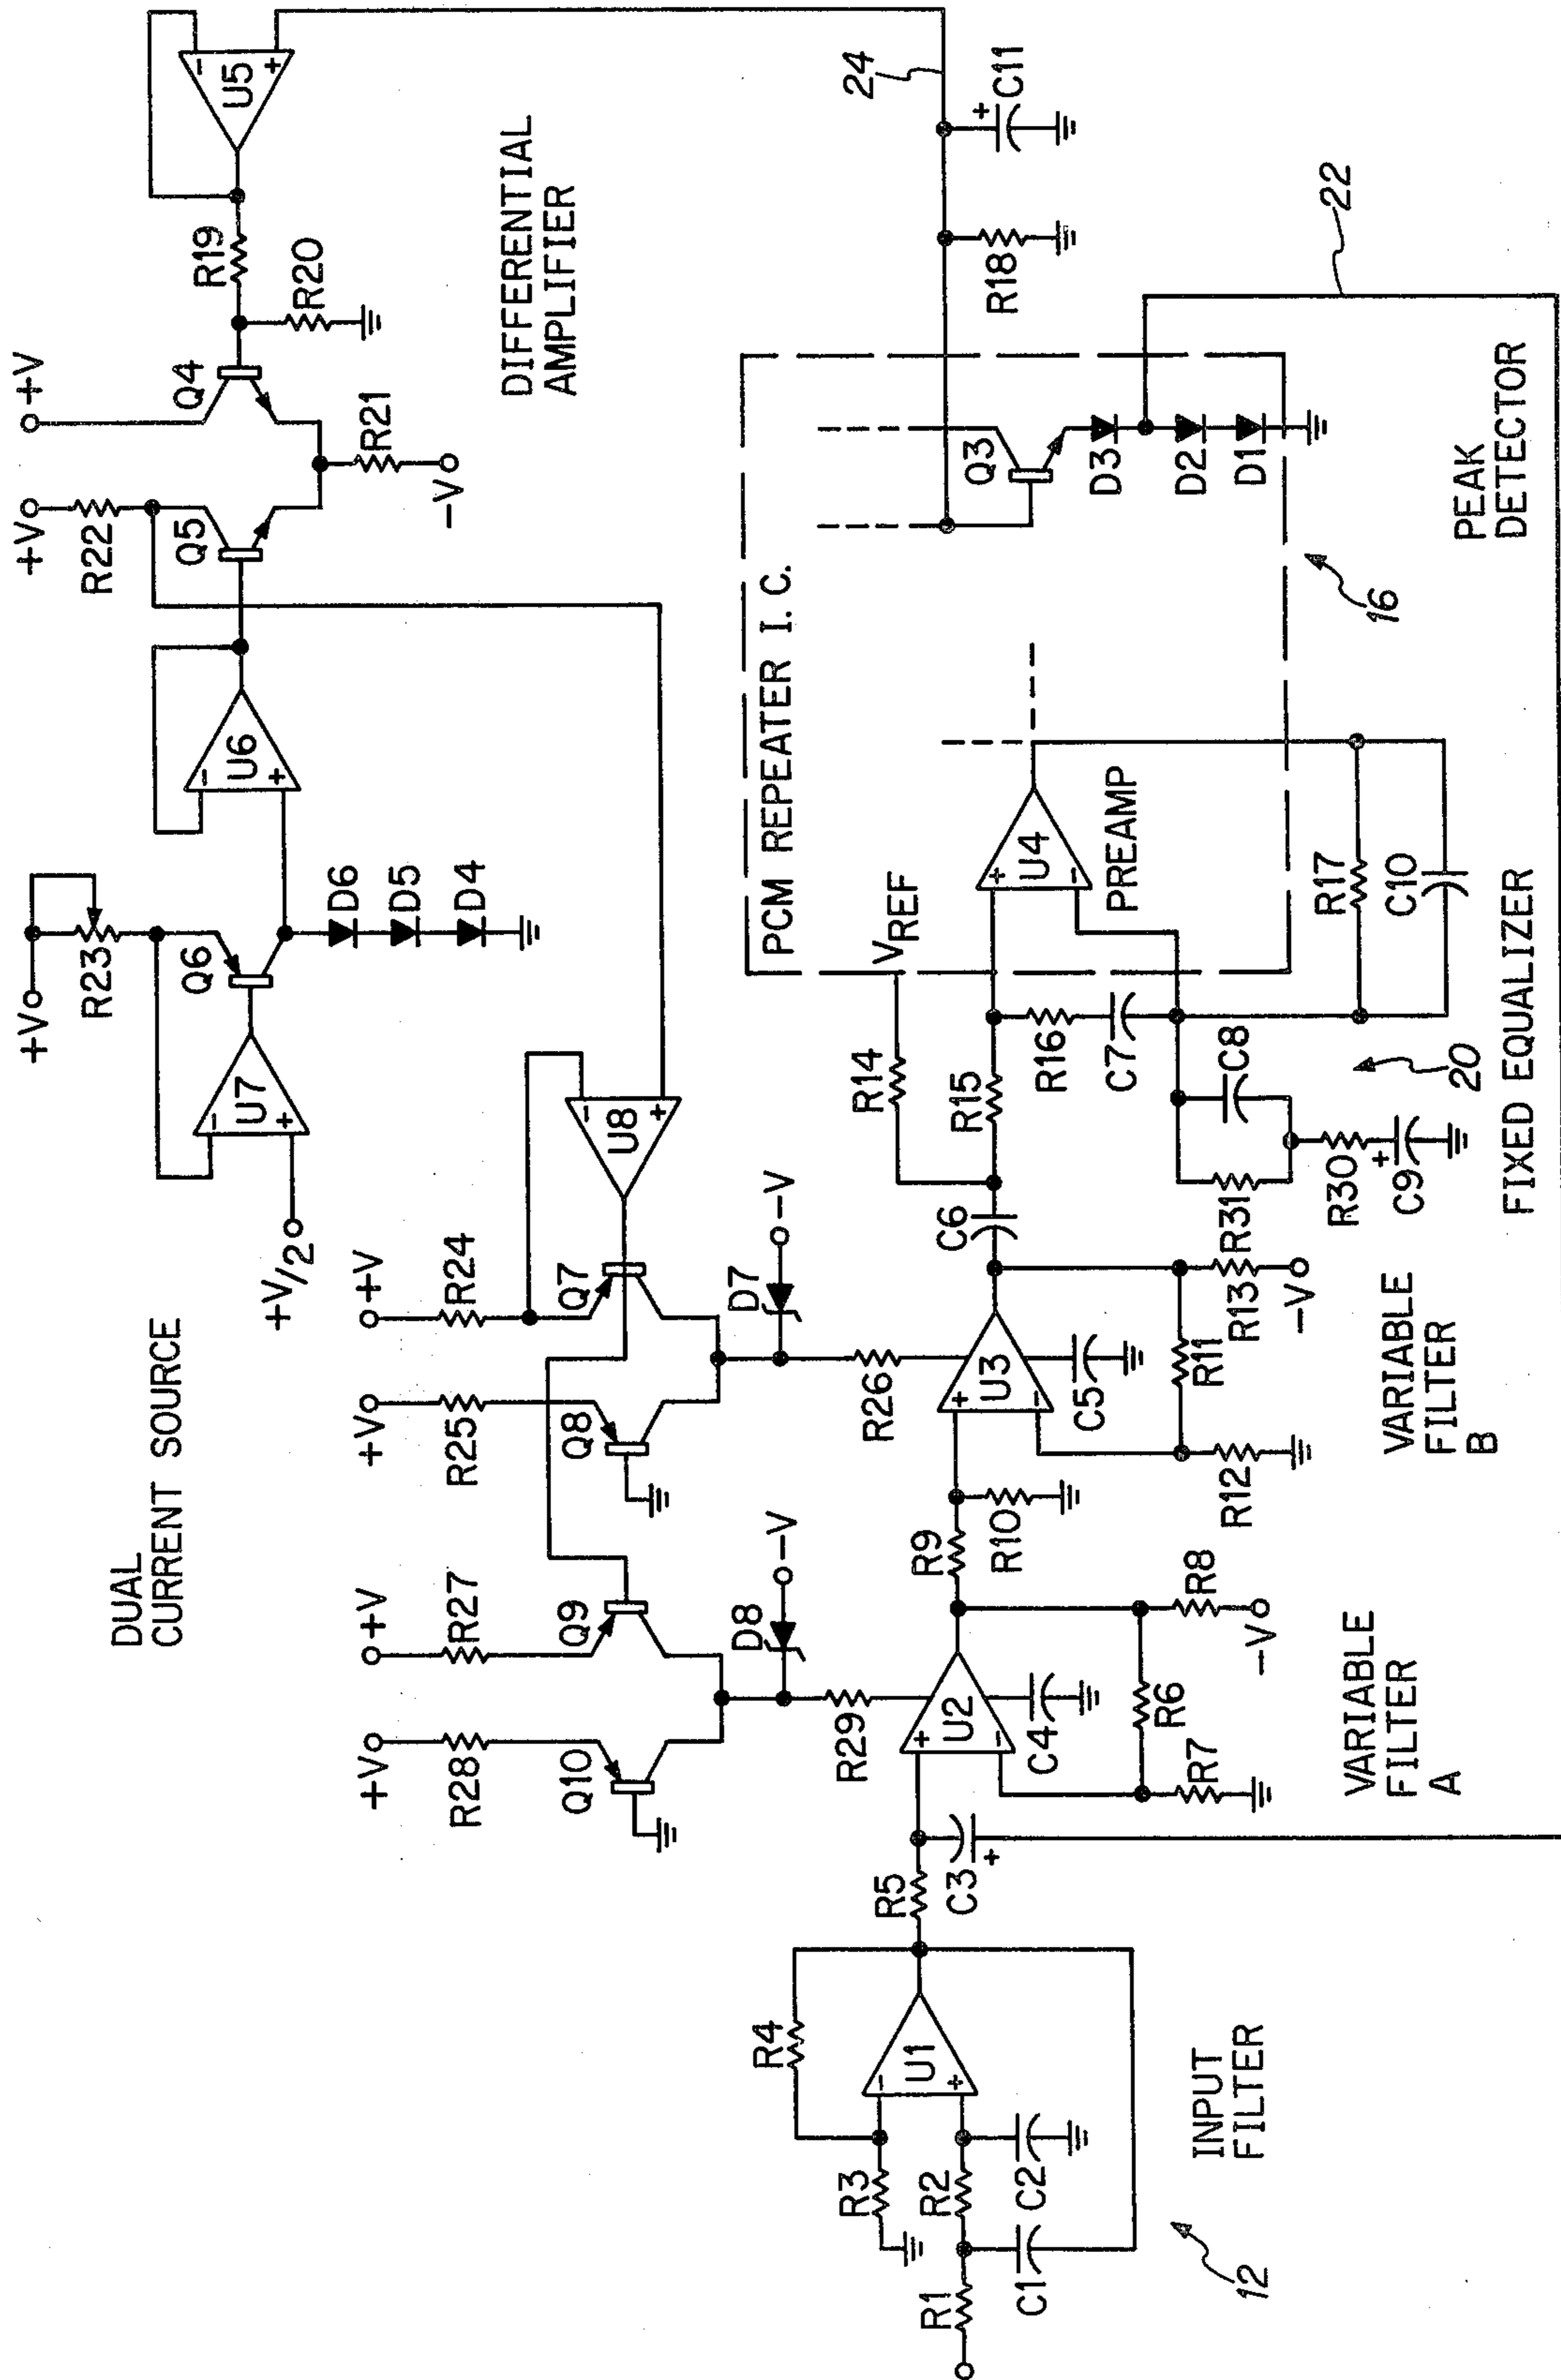 DUAL
CURRENT SOURCE
+V
R28
Q10
+V
R27
Q9
D8
-V
R29
+V
R25
Q8
+V
R24
Q7
D7
-V
R26
U8
+
-
+V/2
U7
+
-
+V
R23
Q6
D6
D5
D4
U6
+
-
+V
R22
Q5
+V
Q4
R21
-V
R19
R20
U5
+
-
DIFFERENTIAL
AMPLIFIER
R1
R2
R3
R4
C1
C2
U1
+
-
INPUT
FILTER
12
R5
C3
+
U2
+
-
C4
R6
R7
R8
-V
VARIABLE
FILTER
A
R9
R10
U3
+
-
C5
R11
R12
R13
-V
VARIABLE
FILTER
B
C6
R14
VREF
R15
R16
C7
C8
R31
R30
C9
+
R17
C10
20
FIXED EQUALIZER
PCM REPEATER I. C.
U4
+
-
PREAMP
Q3
D3
D2
D1
16
PEAK
DETECTOR
R18
C11
+
24
22